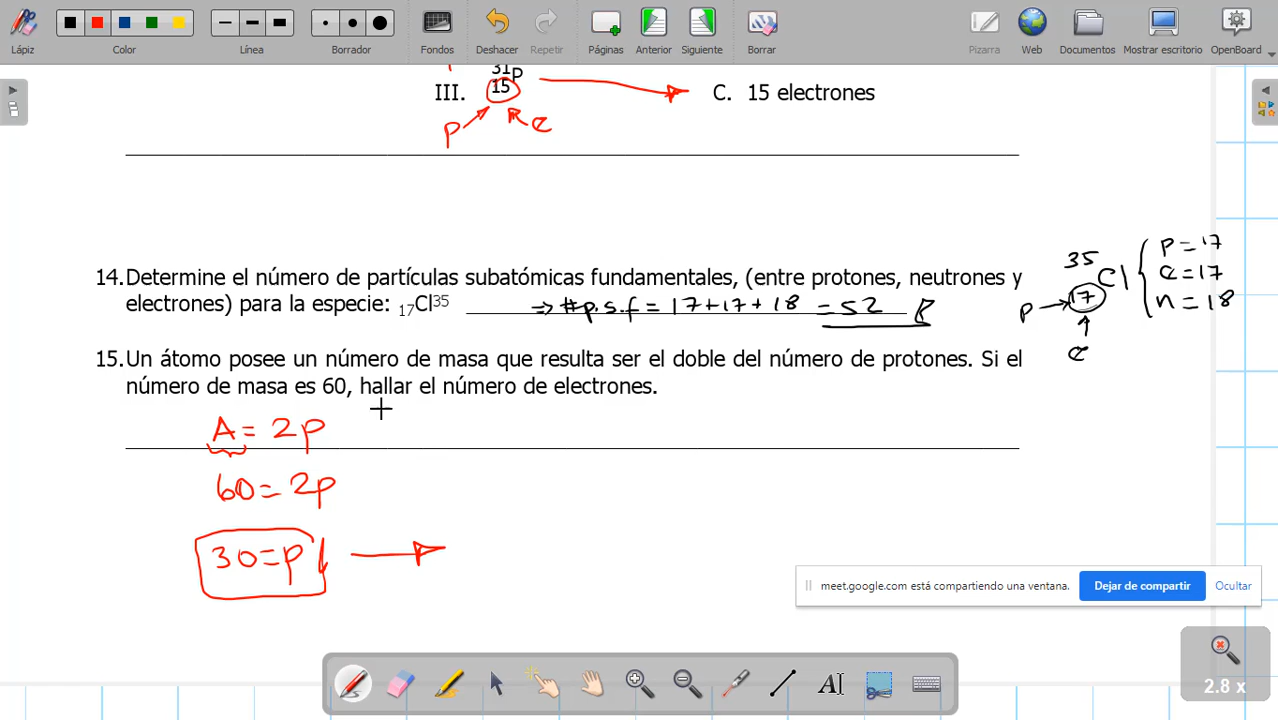 Lápiz
Color
Línea
Borrador
Fondos
Deshacer
Repetir
Páginas
Anterior
Siguiente
Borrar
Pizarra
Web
Documentos
Mostrar escritorio
OpenBoard
31
P
15
III.
C. 15 electrones
p
e
14. Determine el número de partículas subatómicas fundamentales, (entre protones, neutrones y
electrones) para la especie: 17Cl35
⇒ #p.s.f = 17+17+18 = 52
35
Cl
17
p
e
p = 17
e = 17
n = 18
15. Un átomo posee un número de masa que resulta ser el doble del número de protones. Si el
número de masa es 60, hallar el número de electrones.
A = 2p
60 = 2p
30 = p
meet.google.com está compartiendo una ventana.
Dejar de compartir
Ocultar
2.8 x